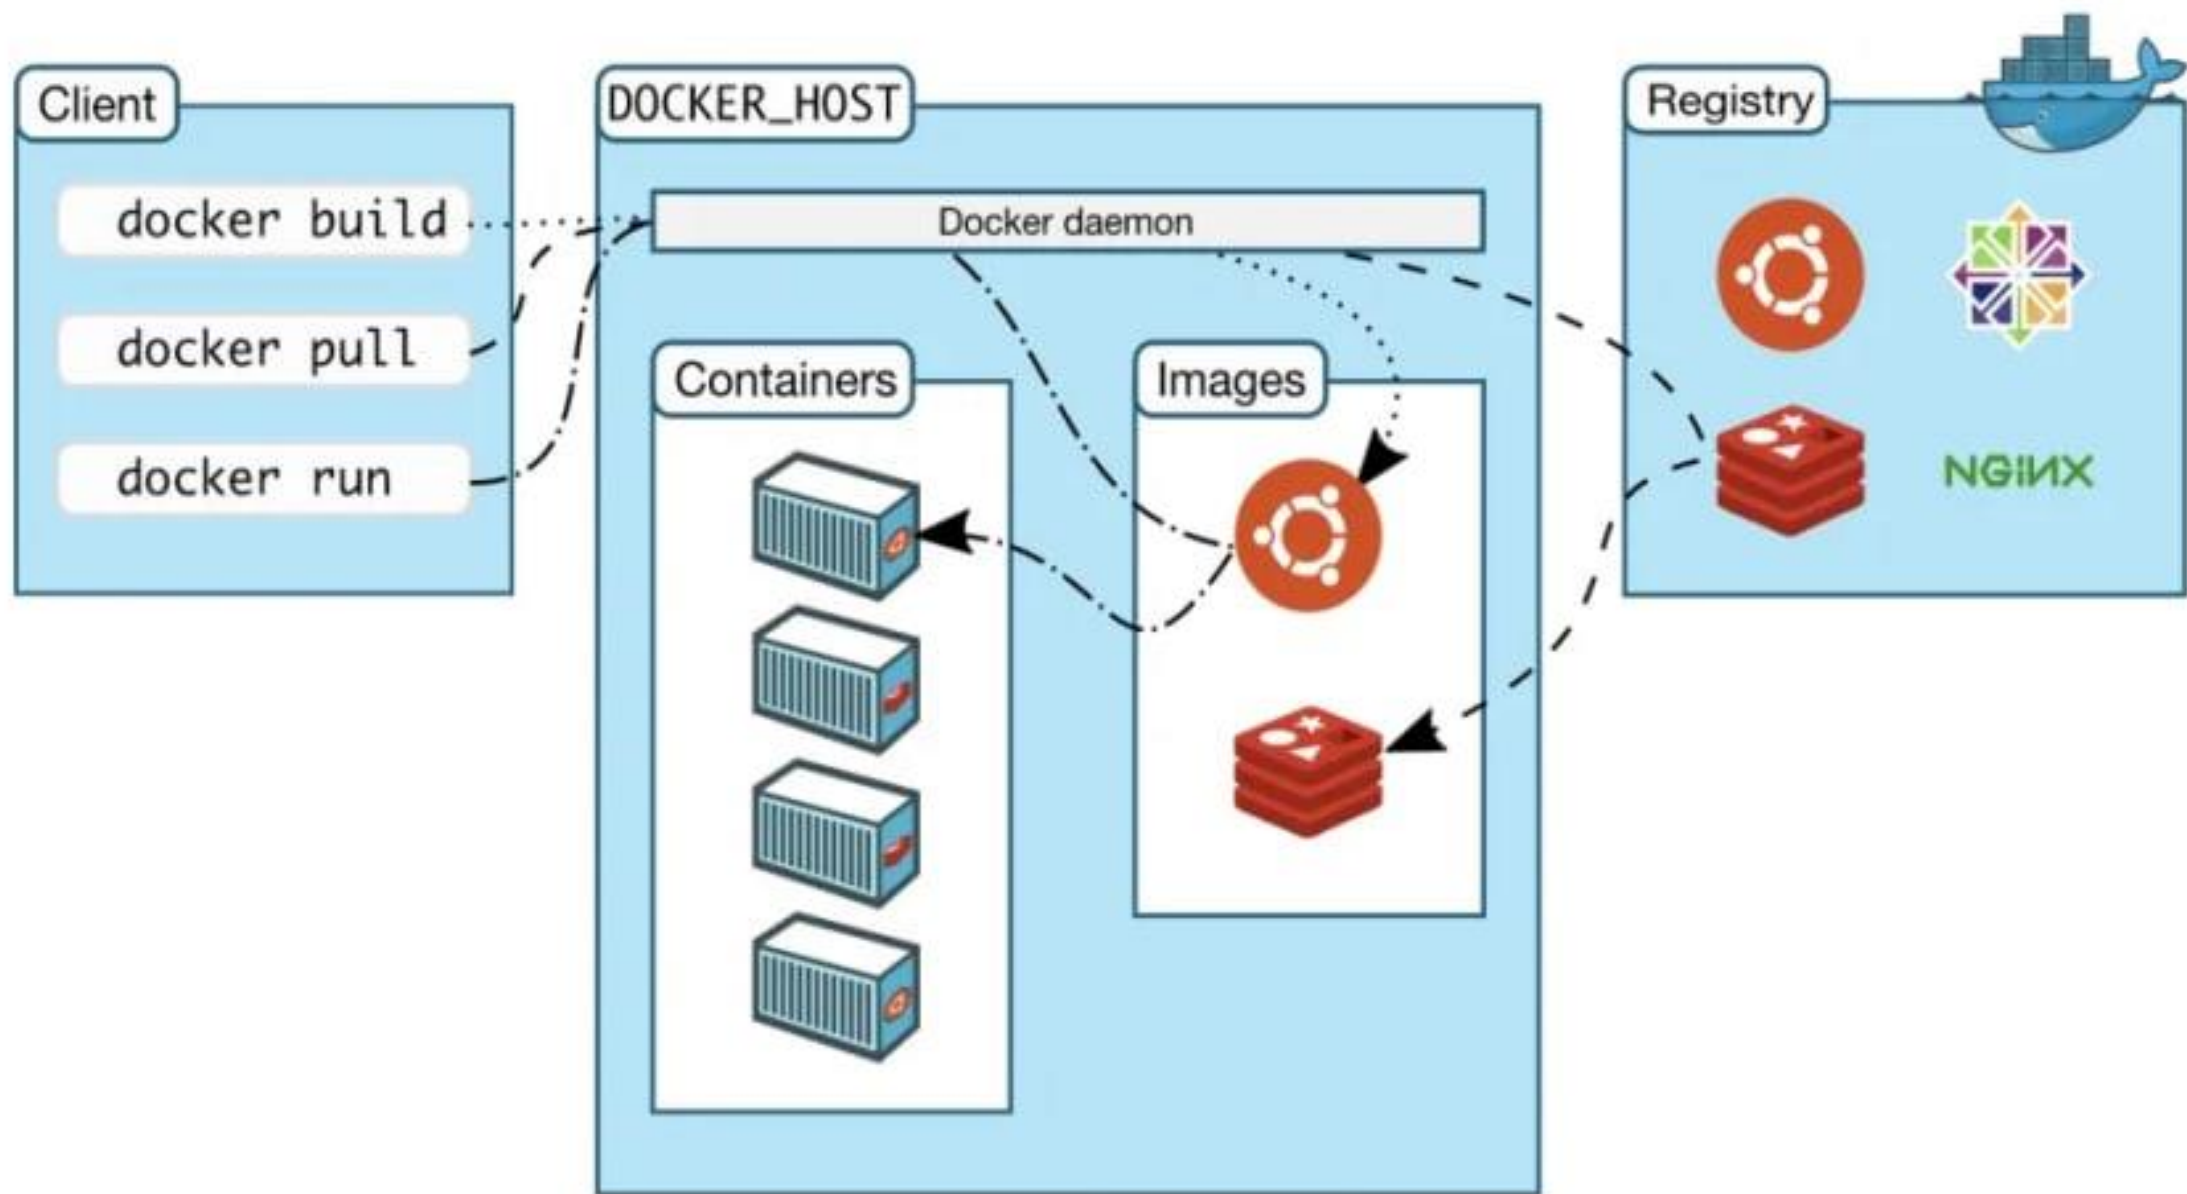 Client
docker build
docker pull
docker run
DOCKER_HOST
Docker daemon
Containers
Images
Registry
NGINX